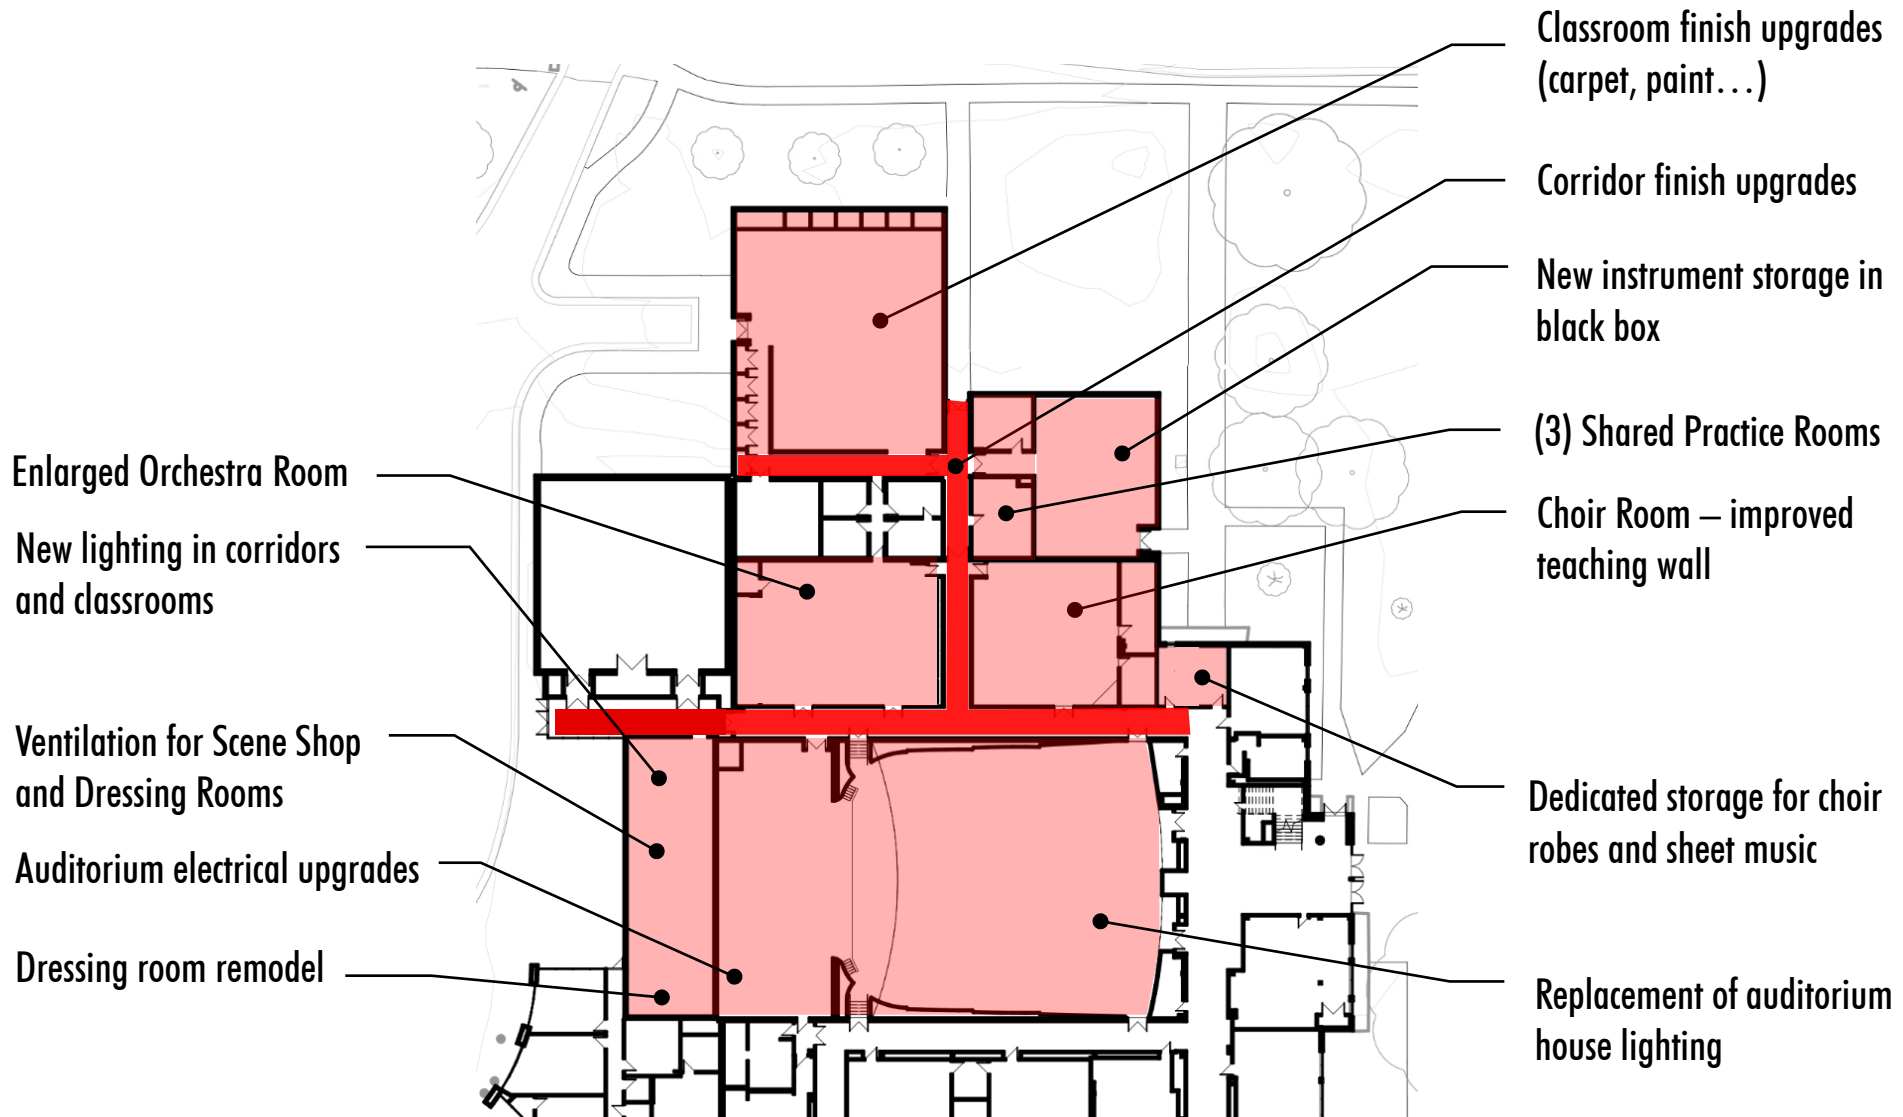 Classroom finish upgrades
(carpet, paint…)
Corridor finish upgrades
New instrument storage in
black box
(3) Shared Practice Rooms
Choir Room – improved
teaching wall
Dedicated storage for choir
robes and sheet music
Replacement of auditorium
house lighting
Enlarged Orchestra Room
New lighting in corridors
and classrooms
Ventilation for Scene Shop
and Dressing Rooms
Auditorium electrical upgrades
Dressing room remodel